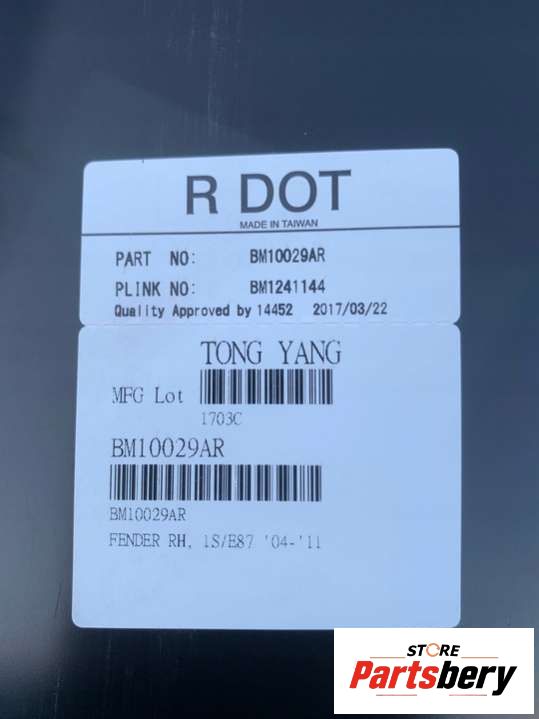 R DOT
MADE IN TAIWAN
PART NO: BM10029AR
PLINK NO: BM1241144
Quality Approved by 14452 2017/03/22
TONG YANG
MFG Lot
1703C
BM10029AR
BM10029AR
FENDER RH, 1S/E87 '04-'11
STORE
Partsbery